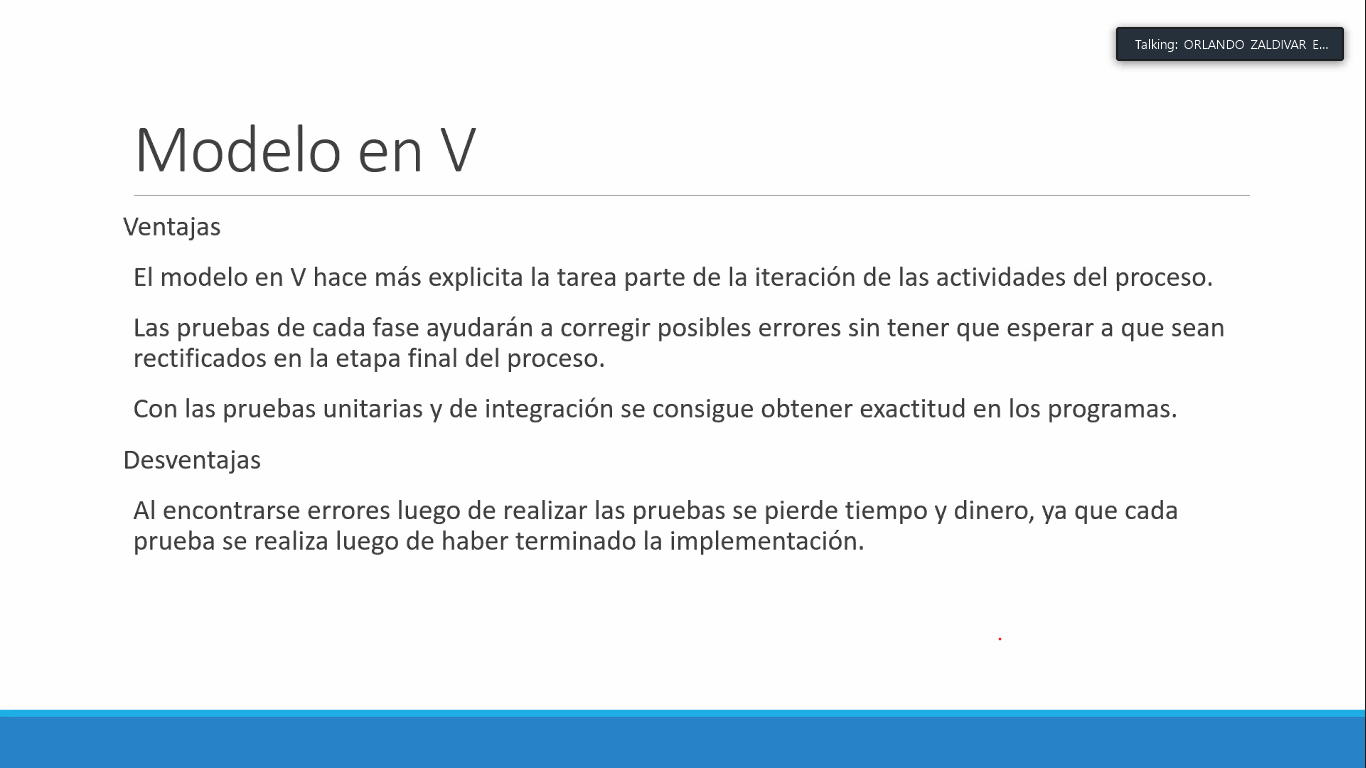 Talking: ORLANDO ZALDIVAR E...
Modelo en V
Ventajas
El modelo en V hace más explicita la tarea parte de la iteración de las actividades del proceso.
Las pruebas de cada fase ayudarán a corregir posibles errores sin tener que esperar a que sean
rectificados en la etapa final del proceso.
Con las pruebas unitarias y de integración se consigue obtener exactitud en los programas.
Desventajas
Al encontrarse errores luego de realizar las pruebas se pierde tiempo y dinero, ya que cada
prueba se realiza luego de haber terminado la implementación.